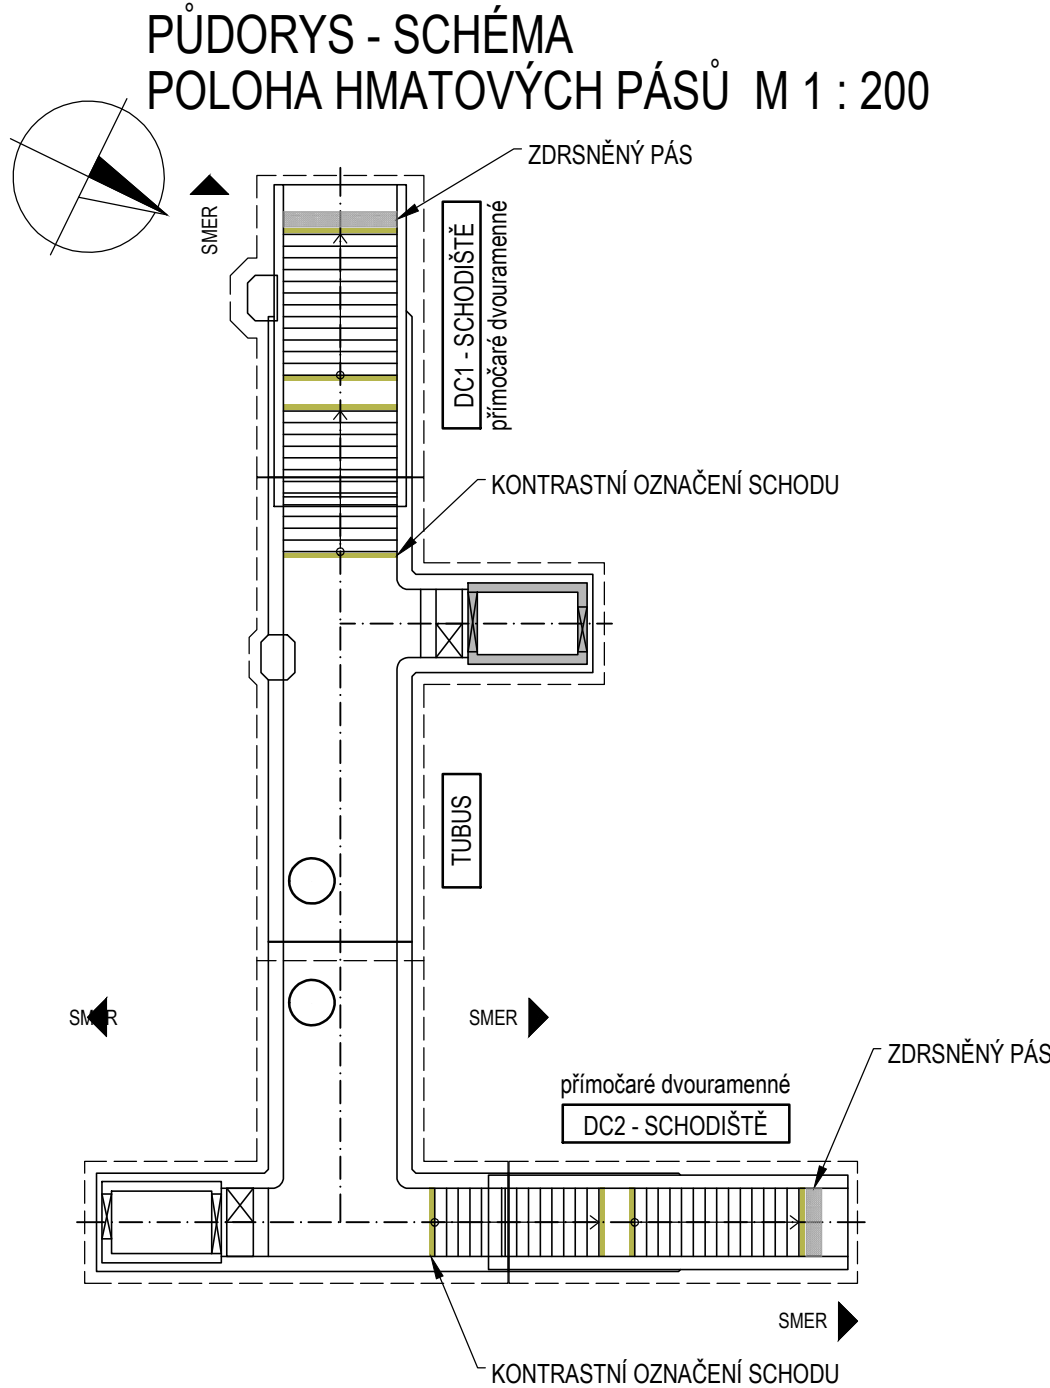 PŮDORYS - SCHÉMA
POLOHA HMATOVÝCH PÁSŮ M 1 : 200
ZDRSNĚNÝ PÁS
SMER
DC1 - SCHODIŠTĚ
přímočaré dvouramenné
KONTRASTNÍ OZNAČENÍ SCHODU
TUBUS
SMER
SMER
ZDRSNĚNÝ PÁS
přímočaré dvouramenné
DC2 - SCHODIŠTĚ
SMER
KONTRASTNÍ OZNAČENÍ SCHODU